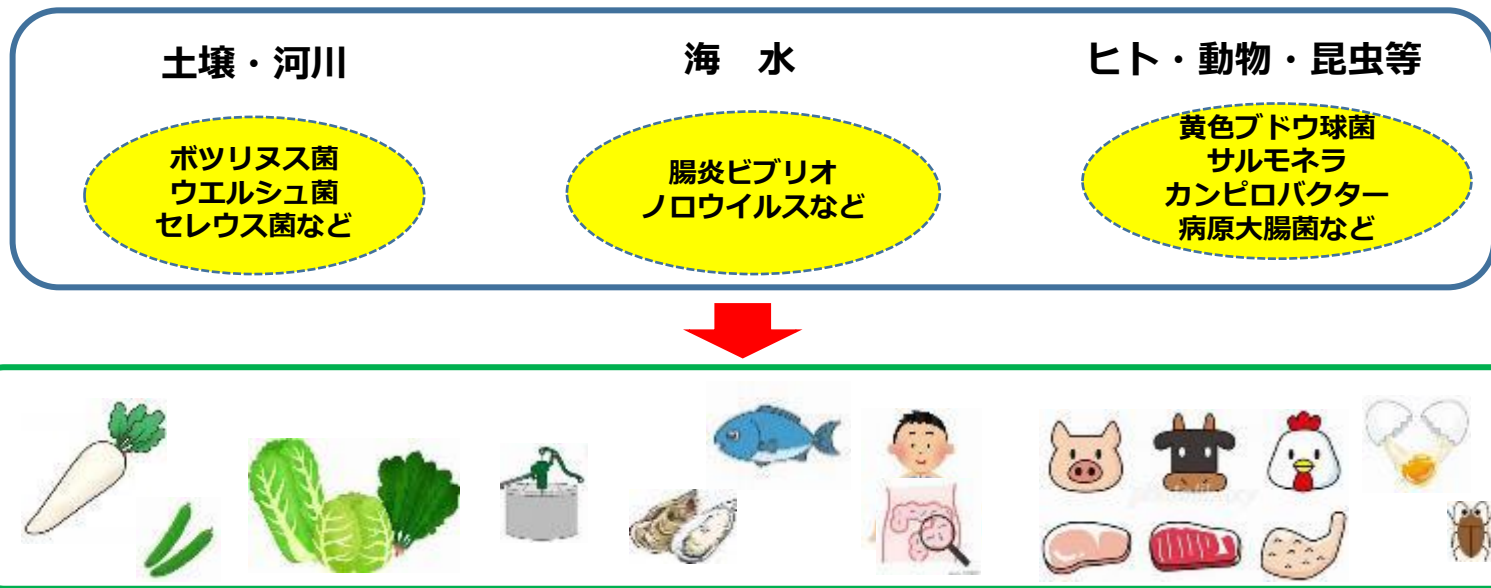 土壌・河川
ボツリヌス菌
ウエルシュ菌
セレウス菌など
海 水
腸炎ビブリオ
ノロウイルスなど
ヒト・動物・昆虫等
黄色ブドウ球菌
サルモネラ
カンピロバクター
病原大腸菌など